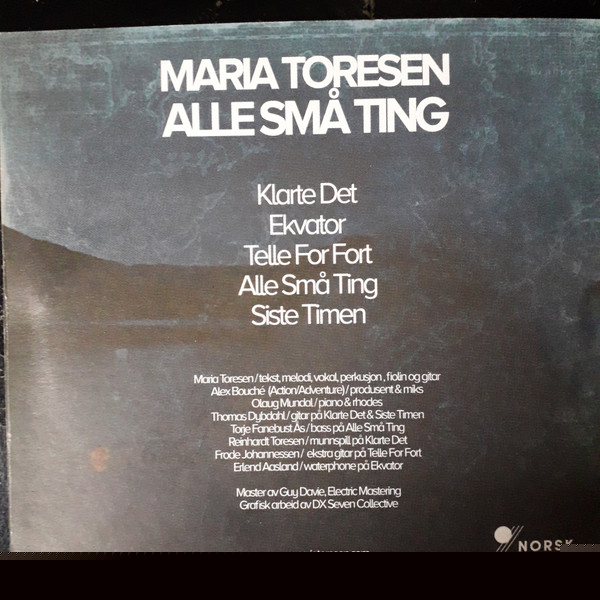 MARIA TORESEN
ALLE SMÅ TING
Klarte Det
Ekvator
Telle For Fort
Alle Små Ting
Siste Timen
Maria Toresen / tekst, melodi, vokal, perkusjon , fiolin og gitar
Alex Bouché (Action/Adventure) / produsent & miks
Olaug Mundal / piano & rhodes
Thomas Dybdahl / gitar på Klarte Det & Siste Timen
Torje Fanebust Ås / bass på Alle Små Ting
Reinhardt Toresen / munnspill på Klarte Det
Frode Johannessen / ekstra gitar på Telle For Fort
Erlend Aasland / waterphone på Ekvator
Master av Guy Davie, Electric Mastering
Grafisk arbeid av DX Seven Collective
NORSK